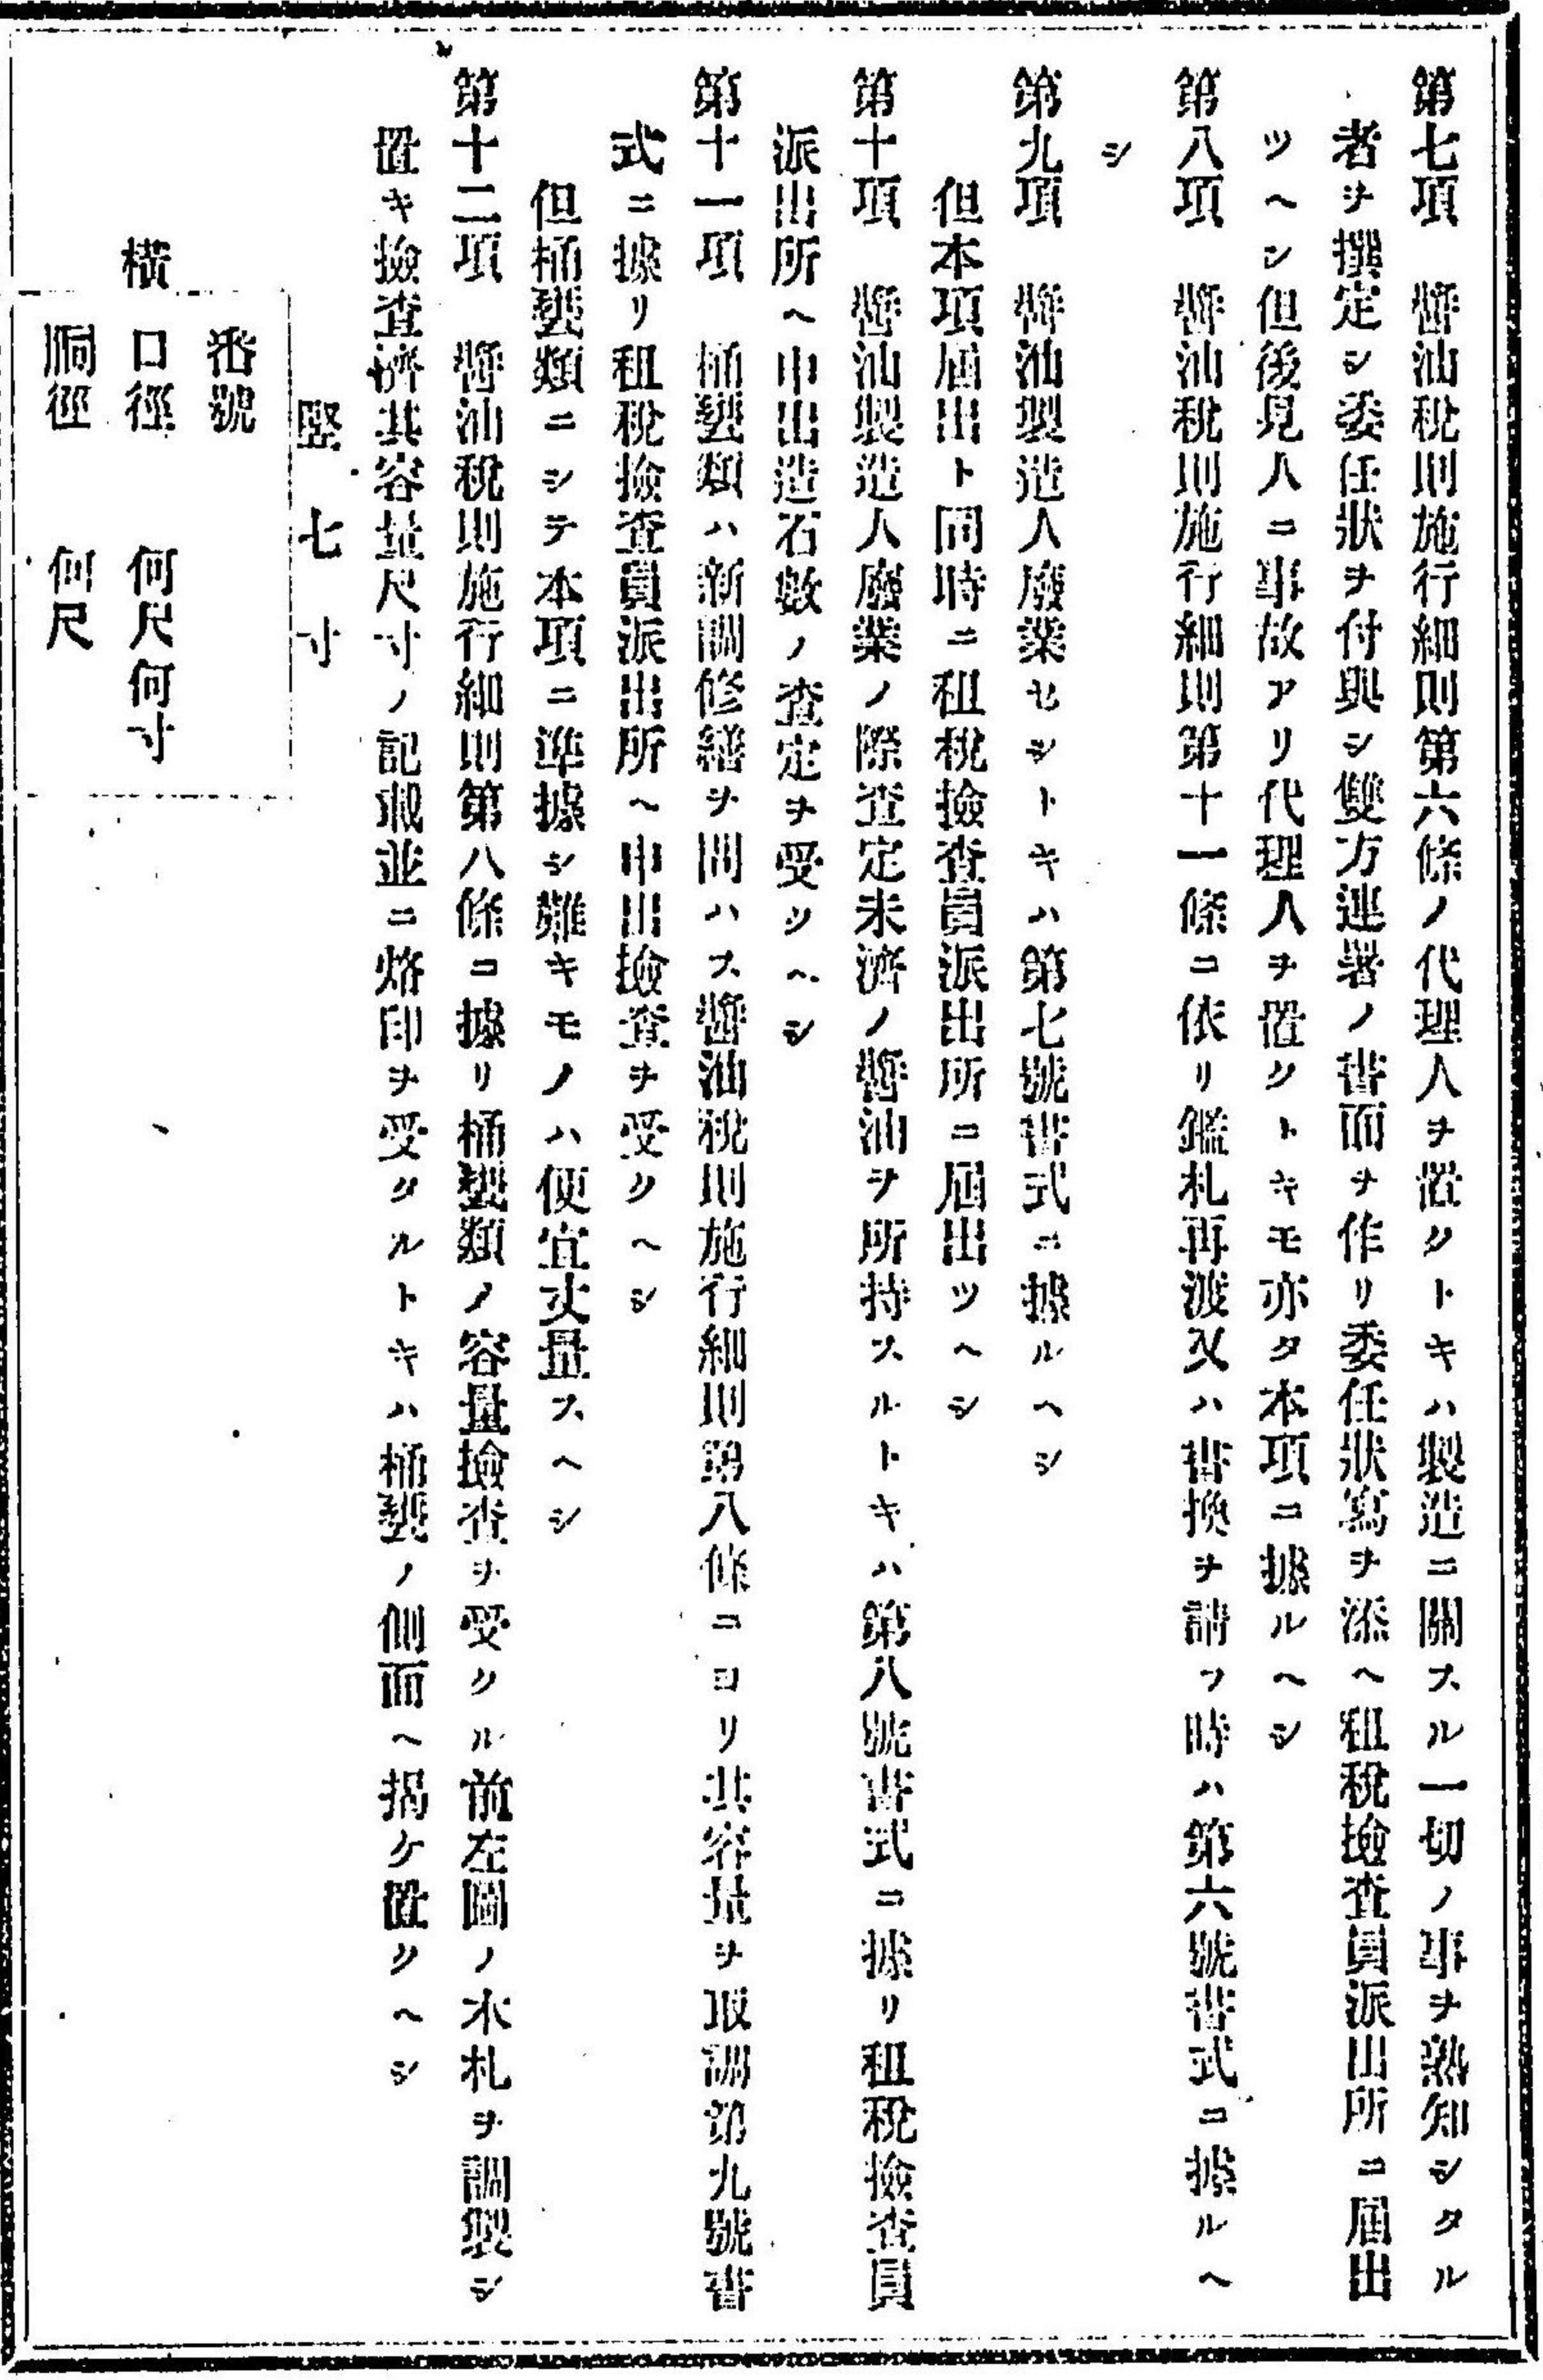 第七項　醬油稅則施行細則第六條ノ代理人ヲ置クトキハ製造ニ關スル一切ノ事ヲ熟知シタル
者ヲ撰定シ委任狀ヲ付與シ雙方連署ノ書面ヲ作リ委任狀寫ヲ添ヘ租稅撿査員派出所ニ屆出
ツヘシ但後見人ニ事故アリ代理人ヲ置クトキモ亦タ本項ニ據ルヘシ
第八項　醬油稅則施行細則第十一條ニ依リ鑑札再渡又ハ書換ヲ請フ時ハ第六號書式ニ據ルヘ
シ
第九項　醬油製造人廢業セシトキハ第七號書式ニ據ルヘシ
但本項屆出ト同時ニ租稅撿査員派出所ニ屆出ツヘシ
第十項　醬油製造人廢業ノ際査定未濟ノ醬油ヲ所持スルトキハ第八號書式ニ據リ租稅撿査員
派出所ヘ申出造石數ノ査定ヲ受クヘシ
第十一項　桶甕類ハ新調修繕ヲ問ハス醬油稅則施行細則第八條ニヨリ其容量ヲ取調第九號書
式ニ據リ租稅撿査員派出所ヘ申出撿査ヲ受クヘシ
但桶甕類ニシテ本項ニ準據シ難キモノハ便宜丈量スヘシ
第十二項　醬油稅則施行細則第八條ニ據リ桶甕類ノ容量撿査ヲ受クル前左圖ノ木札ヲ調製シ
置キ撿査濟其容量尺寸ノ記載並ニ烙印ヲ受クルトキハ桶甕ノ側面ヘ揭ケ置クヘシ
竪七寸
番號
橫
口徑　何尺何寸
胴徑　何尺